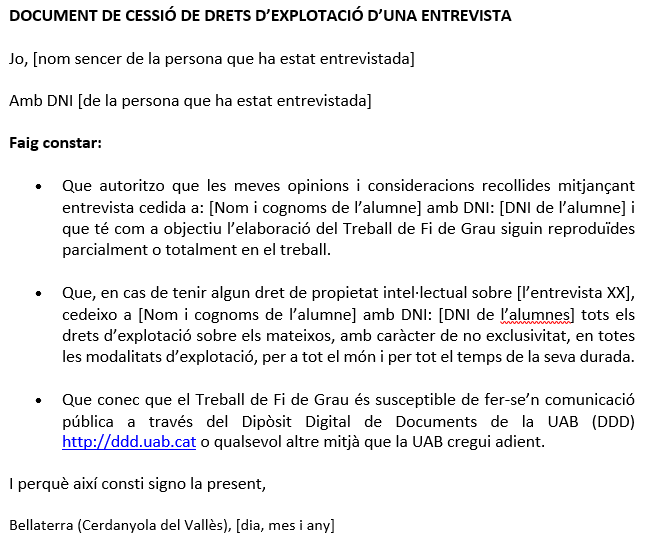 DOCUMENT DE CESSIÓ DE DRETS D’EXPLOTACIÓ D’UNA ENTREVISTA
Jo, [nom sencer de la persona que ha estat entrevistada]
Amb DNI [de la persona que ha estat entrevistada]
Faig constar:
• Que autoritzo que les meves opinions i consideracions recollides mitjançant
entrevista cedida a: [Nom i cognoms de l’alumne] amb DNI: [DNI de l’alumne] i
que té com a objectiu l’elaboració del Treball de Fi de Grau siguin reproduïdes
parcialment o totalment en el treball.
• Que, en cas de tenir algun dret de propietat intel·lectual sobre [l’entrevista XX],
cedeixo a [Nom i cognoms de l’alumne] amb DNI: [DNI de l’alumnes] tots els
drets d’explotació sobre els mateixos, amb caràcter de no exclusivitat, en totes
les modalitats d’explotació, per a tot el món i per tot el temps de la seva durada.
• Que conec que el Treball de Fi de Grau és susceptible de fer-se’n comunicació
pública a través del Dipòsit Digital de Documents de la UAB (DDD)
http://ddd.uab.cat o qualsevol altre mitjà que la UAB cregui adient.
I perquè així consti signo la present,
Bellaterra (Cerdanyola del Vallès), [dia, mes i any]